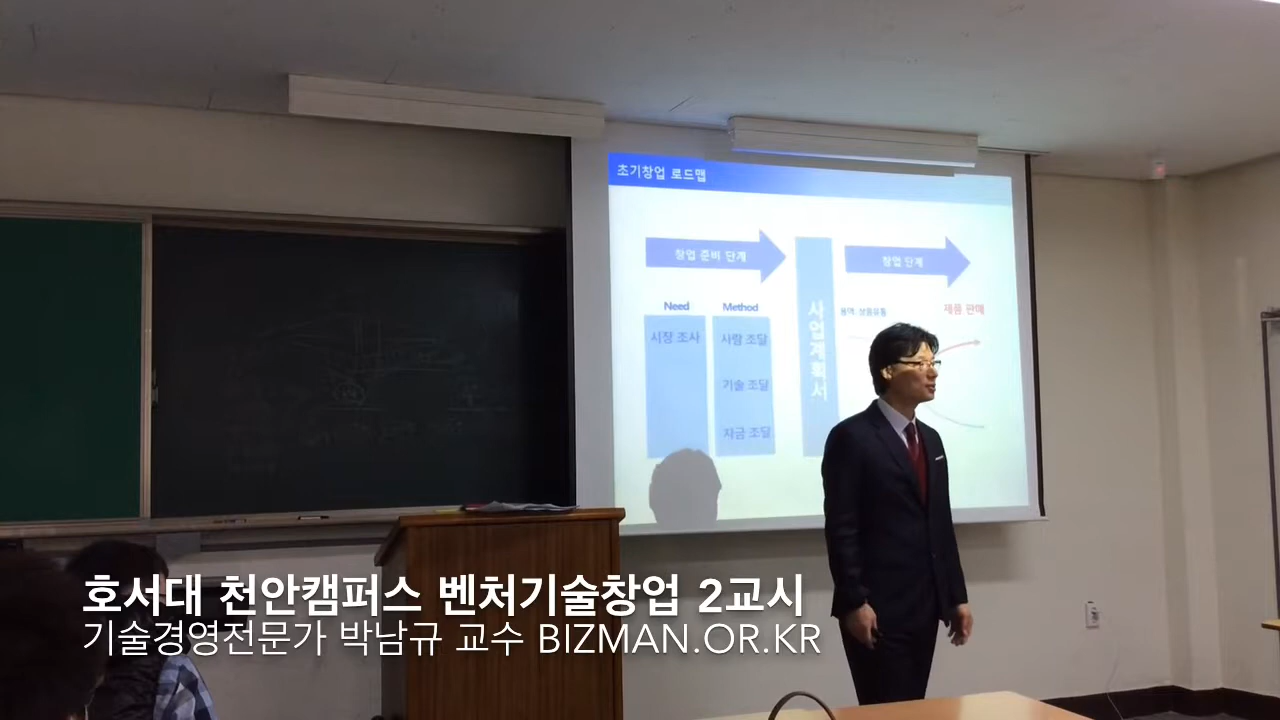 초기창업 로드맵
창업 준비 단계
창업 단계
Need
Method
사업계획서
제품 판매
시장 조사
사람 조달
기술 조달
자금 조달
호서대 천안캠퍼스 벤처기술창업 2교시
기술경영전문가 박남규 교수 BIZMAN.OR.KR